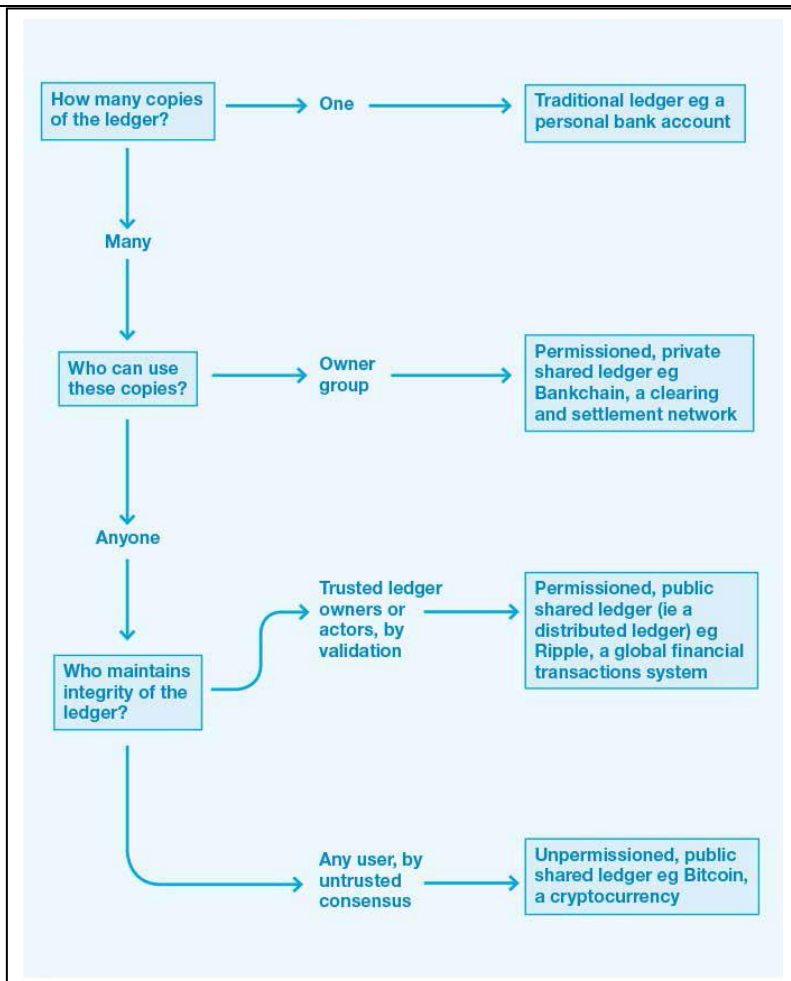 How many copies
of the ledger?
One
Traditional ledger eg a
personal bank account
Many
Who can use
these copies?
Owner
group
Permissioned, private
shared ledger eg
Bankchain, a clearing
and settlement network
Anyone
Who maintains
integrity of the
ledger?
Trusted ledger
owners or
actors, by
validation
Permissioned, public
shared ledger (ie a
distributed ledger) eg
Ripple, a global financial
transactions system
Any user, by
untrusted
consensus
Unpermissioned, public
shared ledger eg Bitcoin,
a cryptocurrency